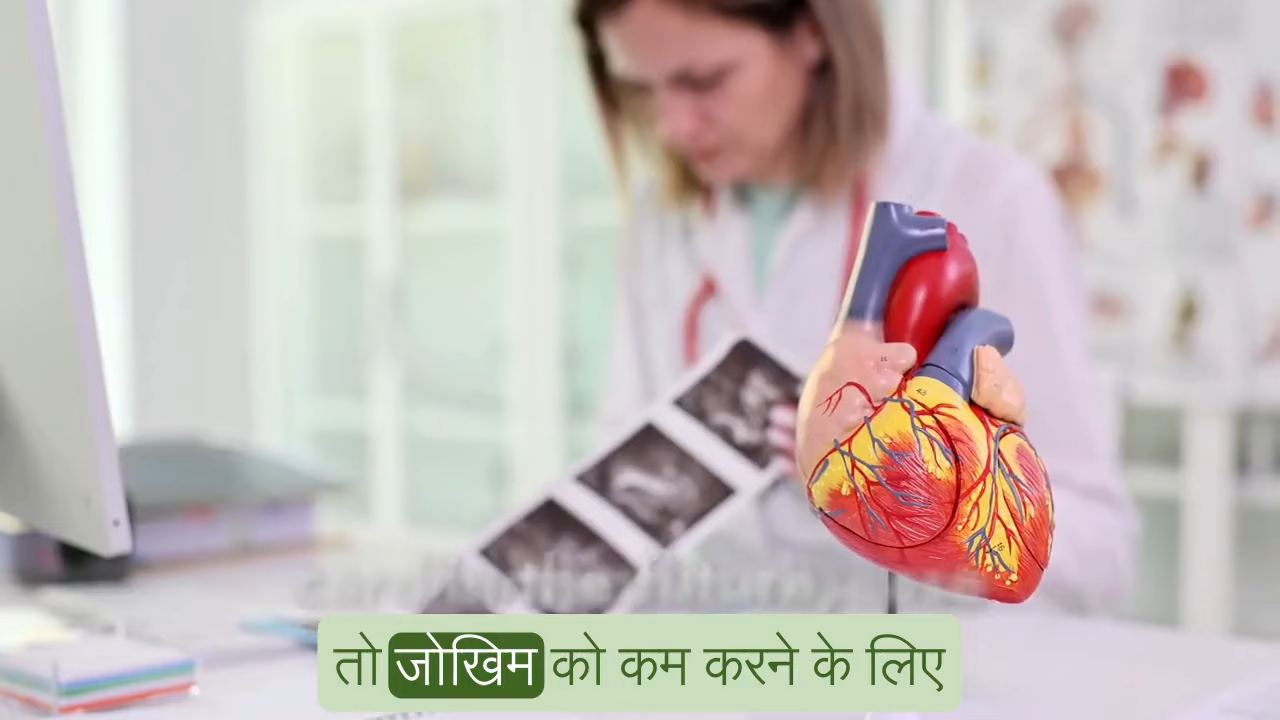 तो जोखिम को कम करने के लिए